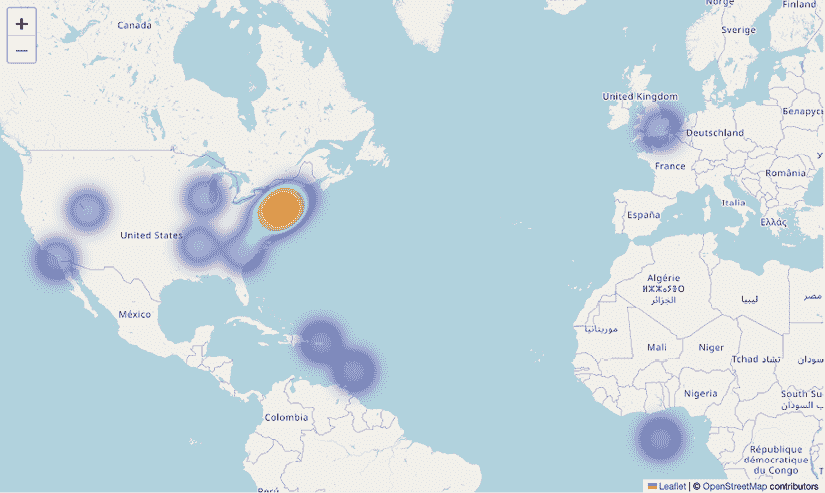 +
−
Canada
Norge
Finland
Sverige
United Kingdom
Беларусь
Deutschland
France
România
Italia
España
Ελλάς
United States
México
Algérie
ⵍⵣⵣⴰⵢⴻⵔ
الجزائر
ليبيا
مصر
موريتانيا
Mali
Niger
Tchad تشاد
السودان
Nigeria
South Su
السودان
Colombia
République
démocratique
du Congo
Perú
Leaflet | © OpenStreetMap contributors